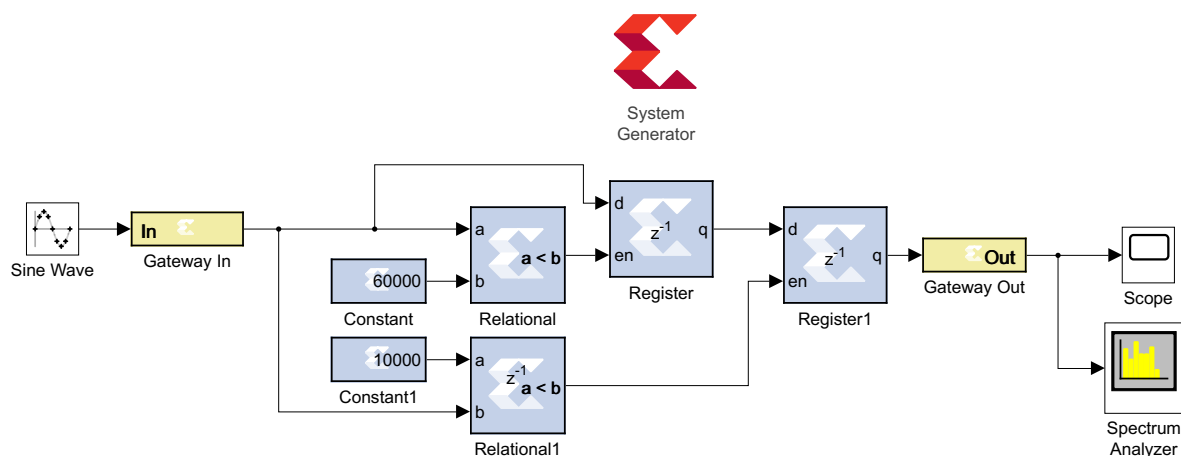 System
Generator
Sine Wave
In
Gateway In
a
b
a < b
Relational
60000
Constant
10000
Constant1
a
b
z-1
a < b
Relational1
d
en
z-1
q
Register
d
en
z-1
q
Register1
Out
Gateway Out
Scope
Spectrum
Analyzer